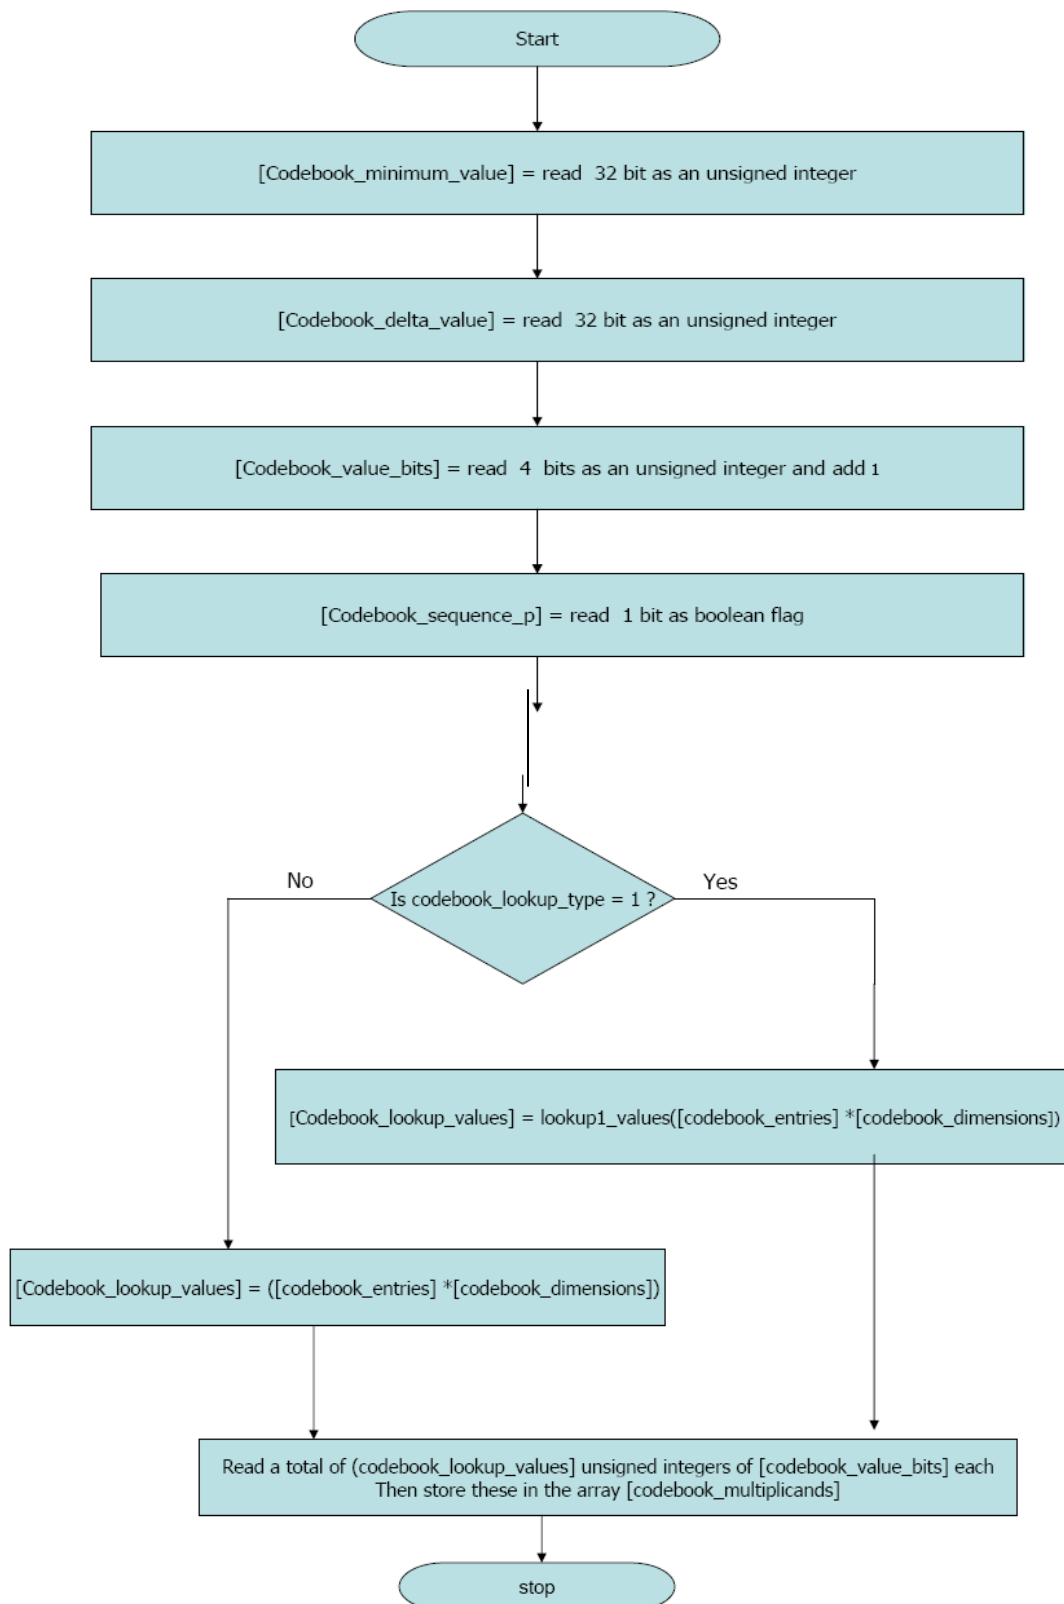 Start
[Codebook_minimum_value] = read 32 bit as an unsigned integer
[Codebook_delta_value] = read 32 bit as an unsigned integer
[Codebook_value_bits] = read 4 bits as an unsigned integer and add 1
[Codebook_sequence_p] = read 1 bit as boolean flag
No
Yes
Is codebook_lookup_type = 1 ?
[Codebook_lookup_values] = lookup1_values([codebook_entries] *[codebook_dimensions])
[Codebook_lookup_values] = ([codebook_entries] *[codebook_dimensions])
Read a total of (codebook_lookup_values] unsigned integers of [codebook_value_bits] each
Then store these in the array [codebook_multiplicands]
stop